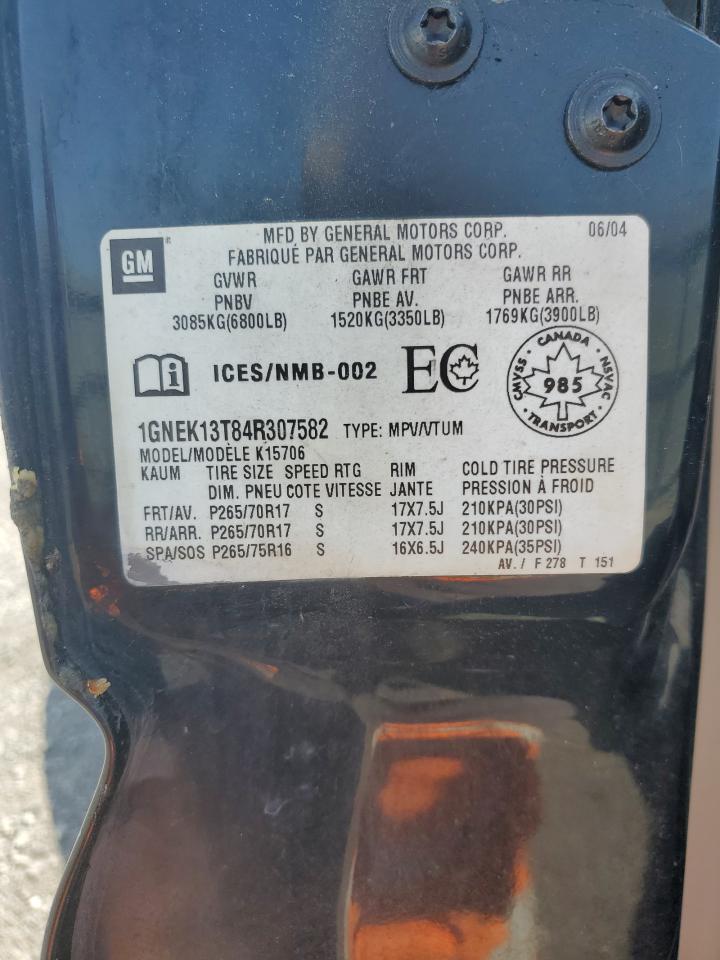 MFD BY GENERAL MOTORS CORP. 06/04
GM
FABRIQUÉ PAR GENERAL MOTORS CORP.
GVWR GAWR FRT GAWR RR
PNBV PNBE AV. PNBE ARR.
3085KG(6800LB) 1520KG(3350LB) 1769KG(3900LB)
i ICES/NMB-002 EC
CANADA
CMVSS 985 NSVAC
TRANSPORT
1GNEK13T84R307582 TYPE: MPV/VTUM
MODEL/MODÈLE K15706
KAUM TIRE SIZE SPEED RTG RIM COLD TIRE PRESSURE
DIM. PNEU COTE VITESSE JANTE PRESSION À FROID
FRT/AV. P265/70R17 S 17X7.5J 210KPA(30PSI)
RR/ARR. P265/70R17 S 17X7.5J 210KPA(30PSI)
SPA/SOS P265/75R16 S 16X6.5J 240KPA(35PSI)
AV. / F 278 T 151